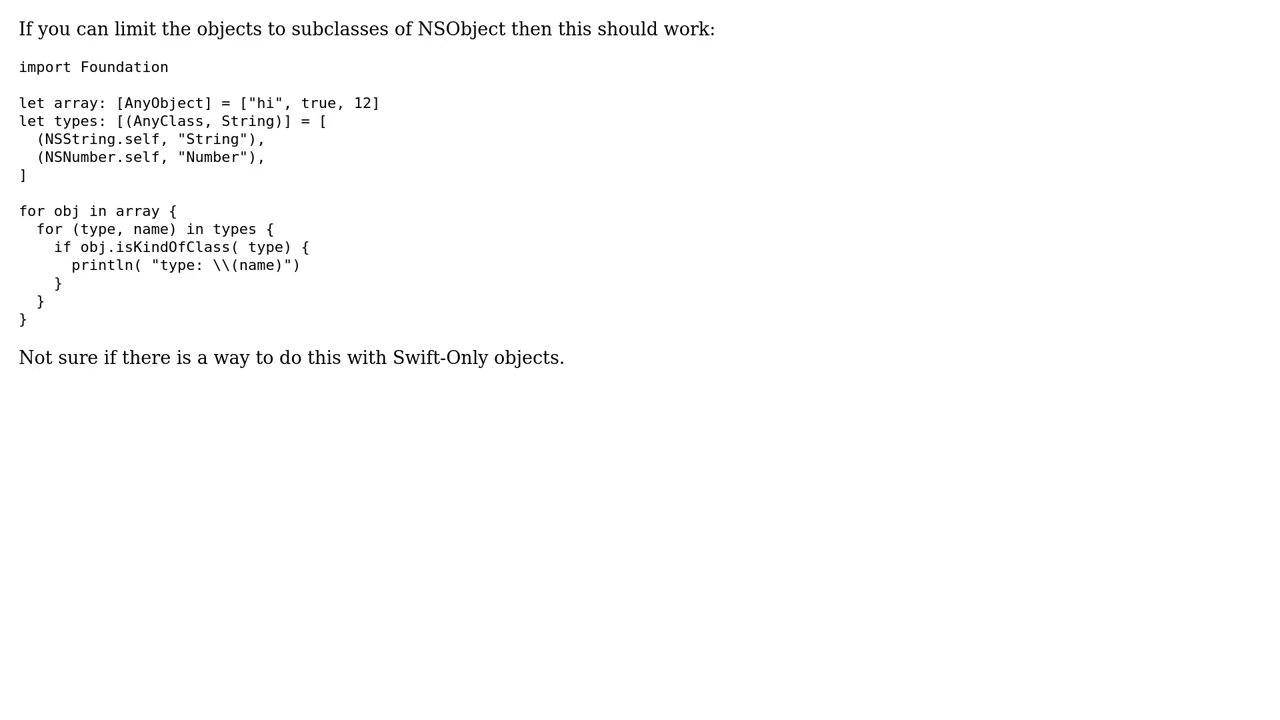 If you can limit the objects to subclasses of NSObject then this should work:
import Foundation
let array: [AnyObject] = ["hi", true, 12]
let types: [(AnyClass, String)] = [
  (NSString.self, "String"),
  (NSNumber.self, "Number"),
]
for obj in array {
  for (type, name) in types {
    if obj.isKindOfClass( type) {
      println( "type: \\(name)")
    }
  }
}
Not sure if there is a way to do this with Swift-Only objects.